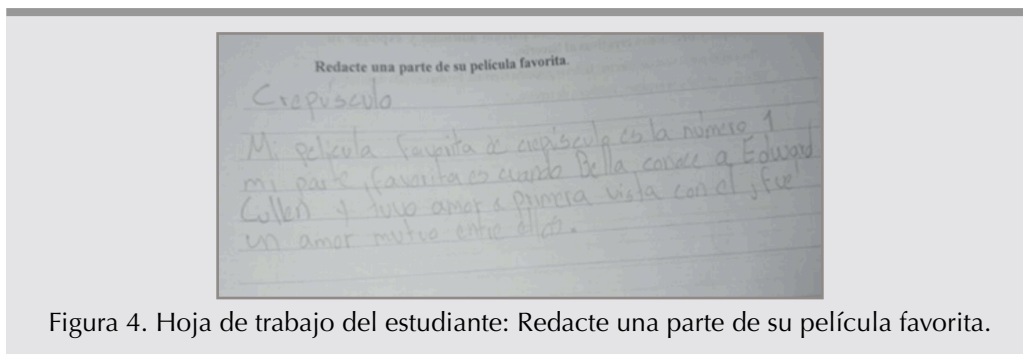 Redacte una parte de su película favorita.
Crepúsculo
Mi película favorita de crepúsculo es la número 1
mi parte favorita es cuando Bella conoce a Edward
Cullen y tuvo amor a primera vista con el, fue
un amor mutuo entre ellos.
Figura 4. Hoja de trabajo del estudiante: Redacte una parte de su película favorita.